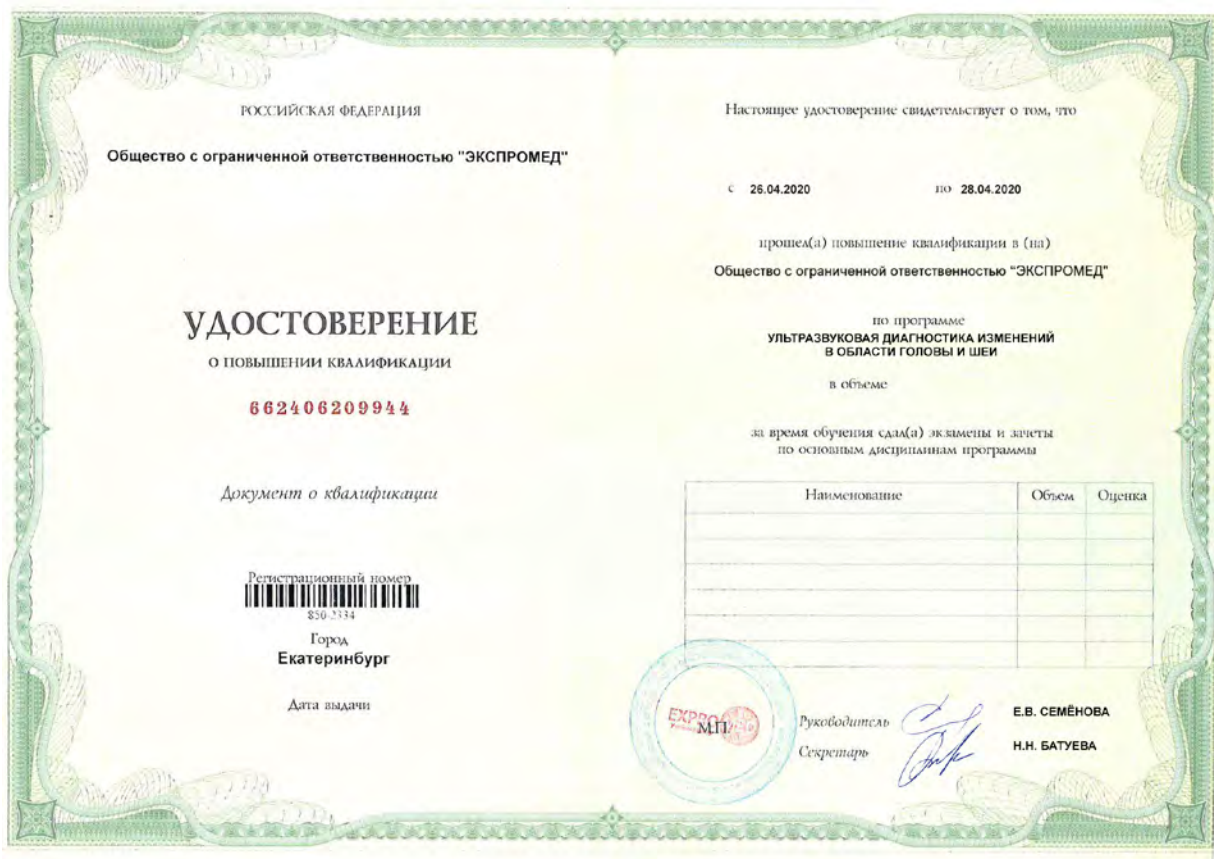 РОССИЙСКАЯ ФЕДЕРАЦИЯ
Общество с ограниченной ответственностью "ЭКСПРОМЕД"
УДОСТОВЕРЕНИЕ
О ПОВЫШЕНИИ КВАЛИФИКАЦИИ
662406209944
Документ о квалификации
Регистрационный номер
850-2334
Город
Екатеринбург
Дата выдачи
Настоящее удостоверение свидетельствует о том, что
с 26.04.2020 по 28.04.2020
прошел(а) повышение квалификации в (на)
Общество с ограниченной ответственностью "ЭКСПРОМЕД"
по программе
УЛЬТРАЗВУКОВАЯ ДИАГНОСТИКА ИЗМЕНЕНИЙ
В ОБЛАСТИ ГОЛОВЫ И ШЕИ
в объеме
за время обучения сдал(а) экзамены и зачеты
по основным дисциплинам программы
Наименование Объем Оценка
М.П.
Руководитель Е.В. СЕМЁНОВА
Секретарь Н.Н. БАТУЕВА